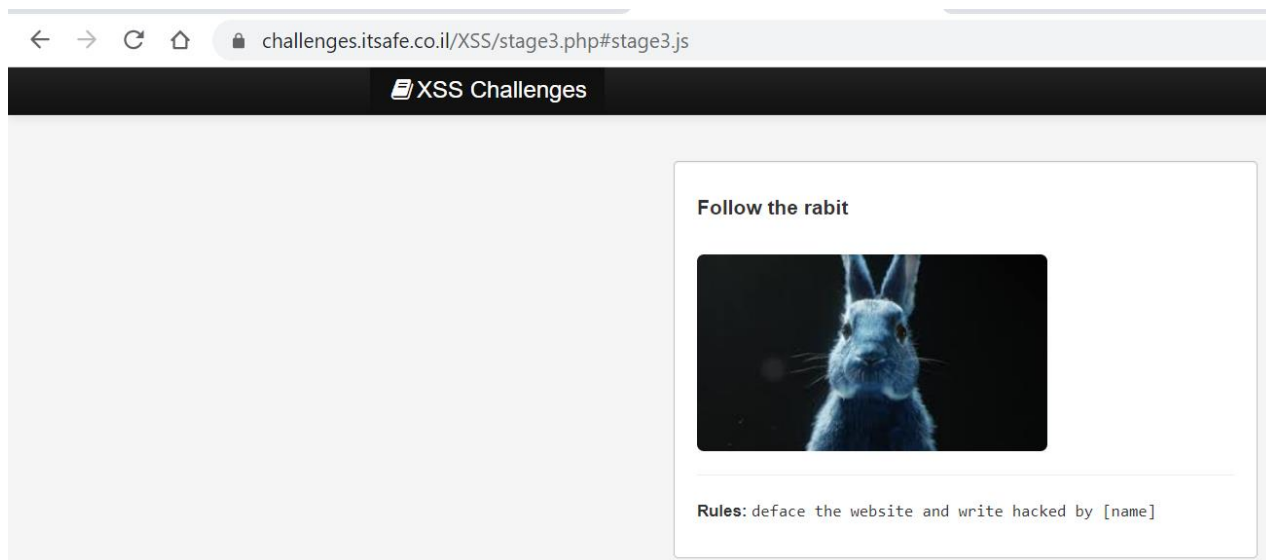 challenges.itsafe.co.il/XSS/stage3.php#stage3.js
XSS Challenges
Follow the rabit
Rules: deface the website and write hacked by [name]